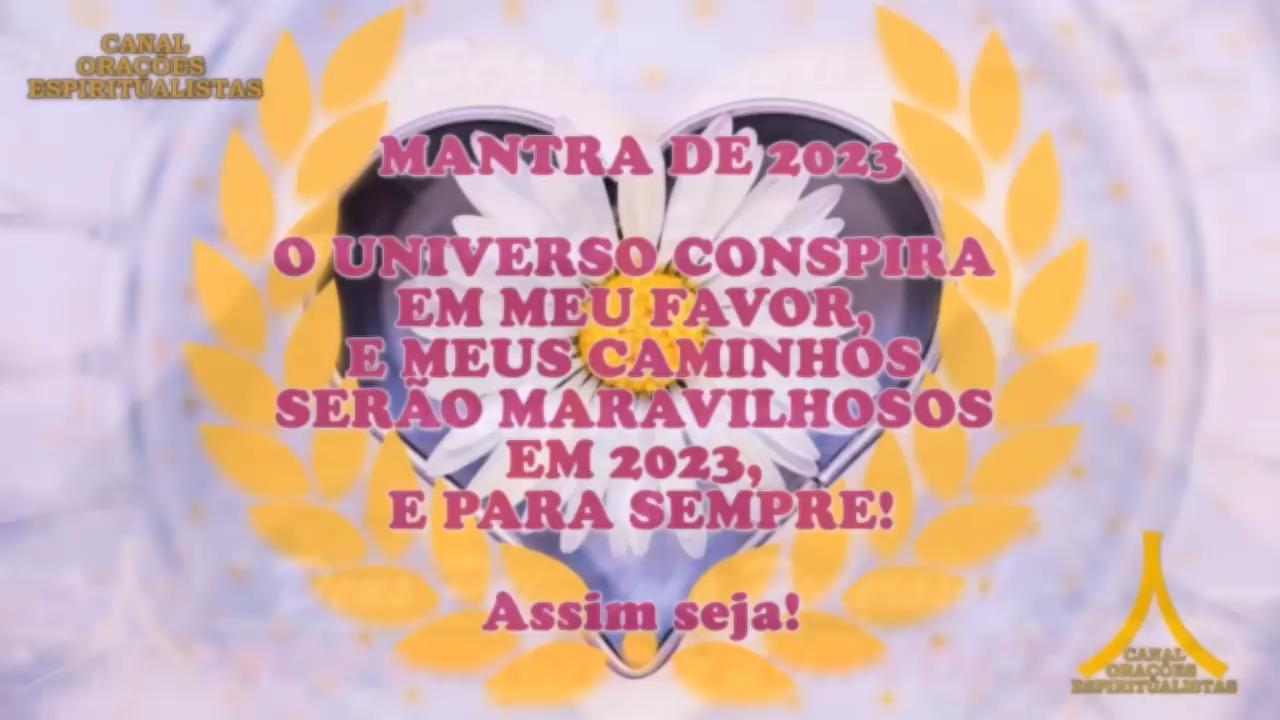 CANAL
ORAÇÕES
ESPIRITUALISTAS
MANTRA DE 2023
O UNIVERSO CONSPIRA
EM MEU FAVOR,
E MEUS CAMINHOS
SERÃO MARAVILHOSOS
EM 2023,
E PARA SEMPRE!
Assim seja!
CANAL
ORAÇÕES
ESPIRITUALISTAS